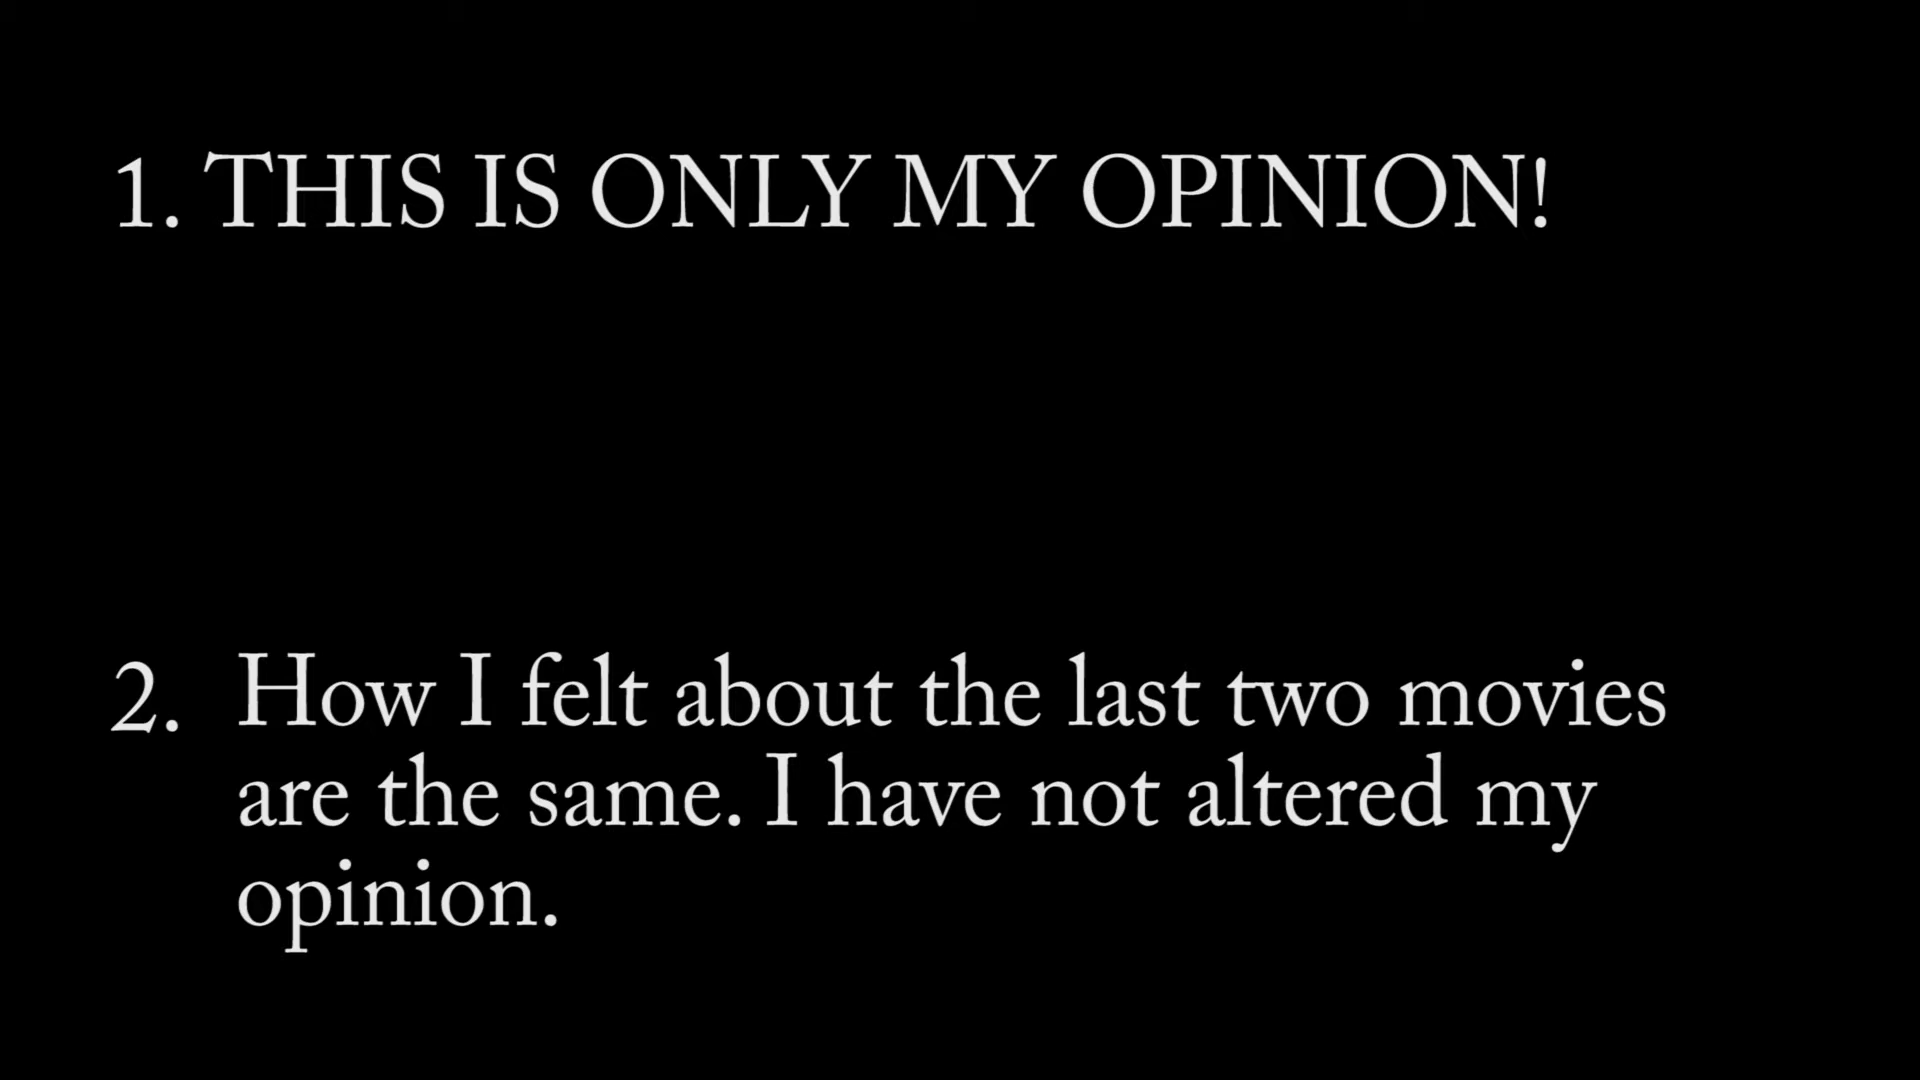 1. THIS IS ONLY MY OPINION!
2. How I felt about the last two movies
are the same. I have not altered my
opinion.